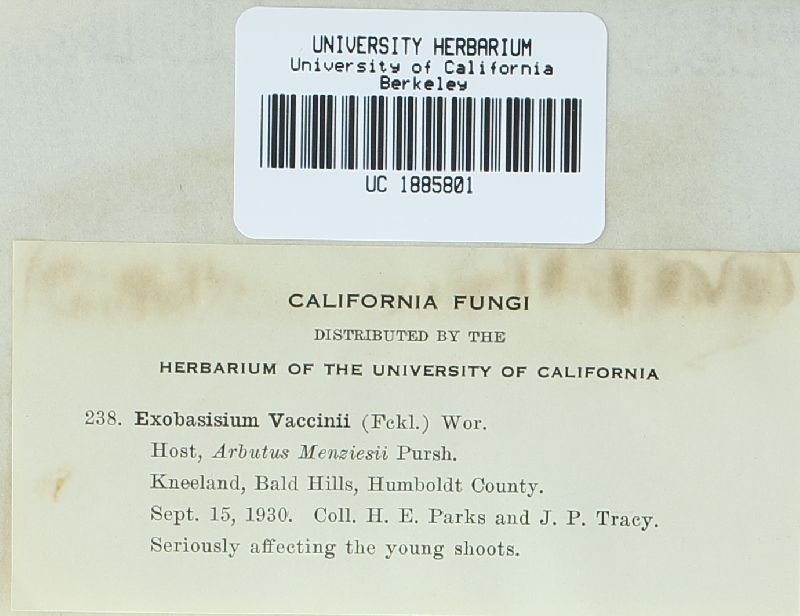 UNIVERSITY HERBARIUM
University of California
Berkeley
UC 1885801
CALIFORNIA FUNGI
DISTRIBUTED BY THE
HERBARIUM OF THE UNIVERSITY OF CALIFORNIA
238. Exobasisium Vaccinii (Fckl.) Wor.
Host, Arbutus Menziesii Pursh.
Kneeland, Bald Hills, Humboldt County.
Sept. 15, 1930. Coll. H. E. Parks and J. P. Tracy.
Seriously affecting the young shoots.